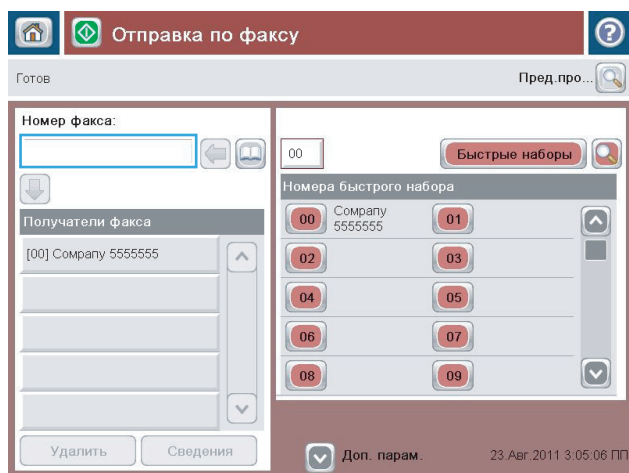 Отправка по факсу
Готов
Пред.про...
Номер факса:
00
Быстрые наборы
Получатели факса
[00] Company 5555555
Номера быстрого набора
00 Company 5555555 01
02 03
04 05
06 07
08 09
Удалить Сведения
Доп. парам.
23.Авг.2011 3:05:06 ПП